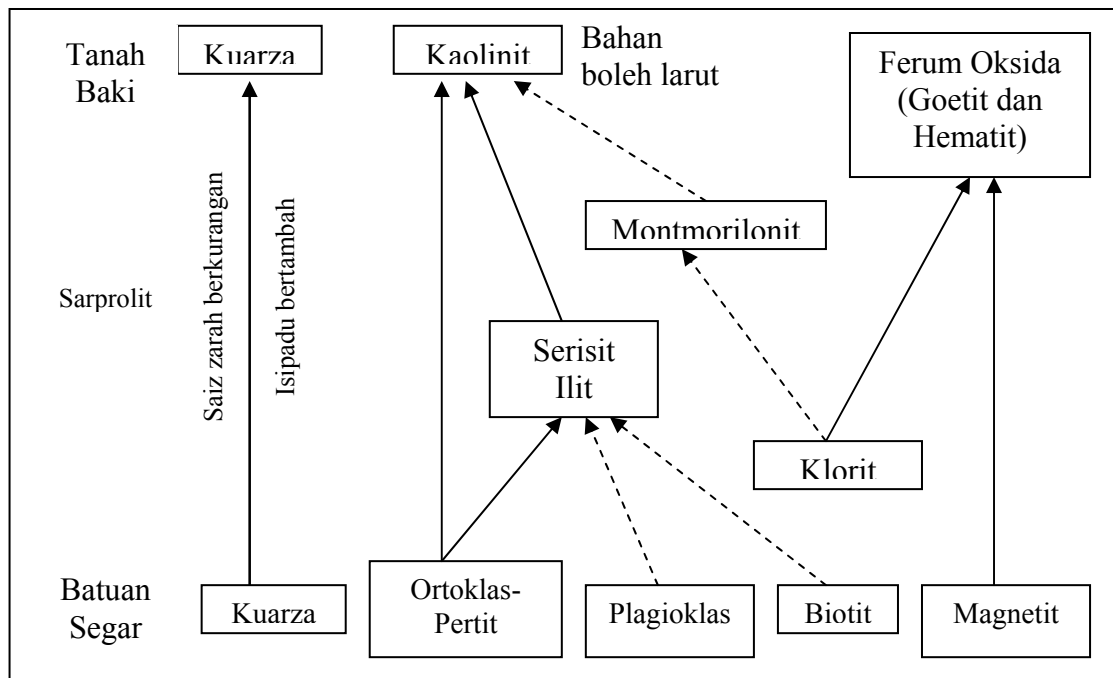 Tanah
Baki
Kuarza
Kaolinit
Bahan
boleh larut
Ferum Oksida
(Goetit dan
Hematit)
Saiz zarah berkurangan
Isipadu bertambah
Montmorilonit
Sarprolit
Serisit
Ilit
Klorit
Batuan
Segar
Kuarza
Ortoklas-
Pertit
Plagioklas
Biotit
Magnetit